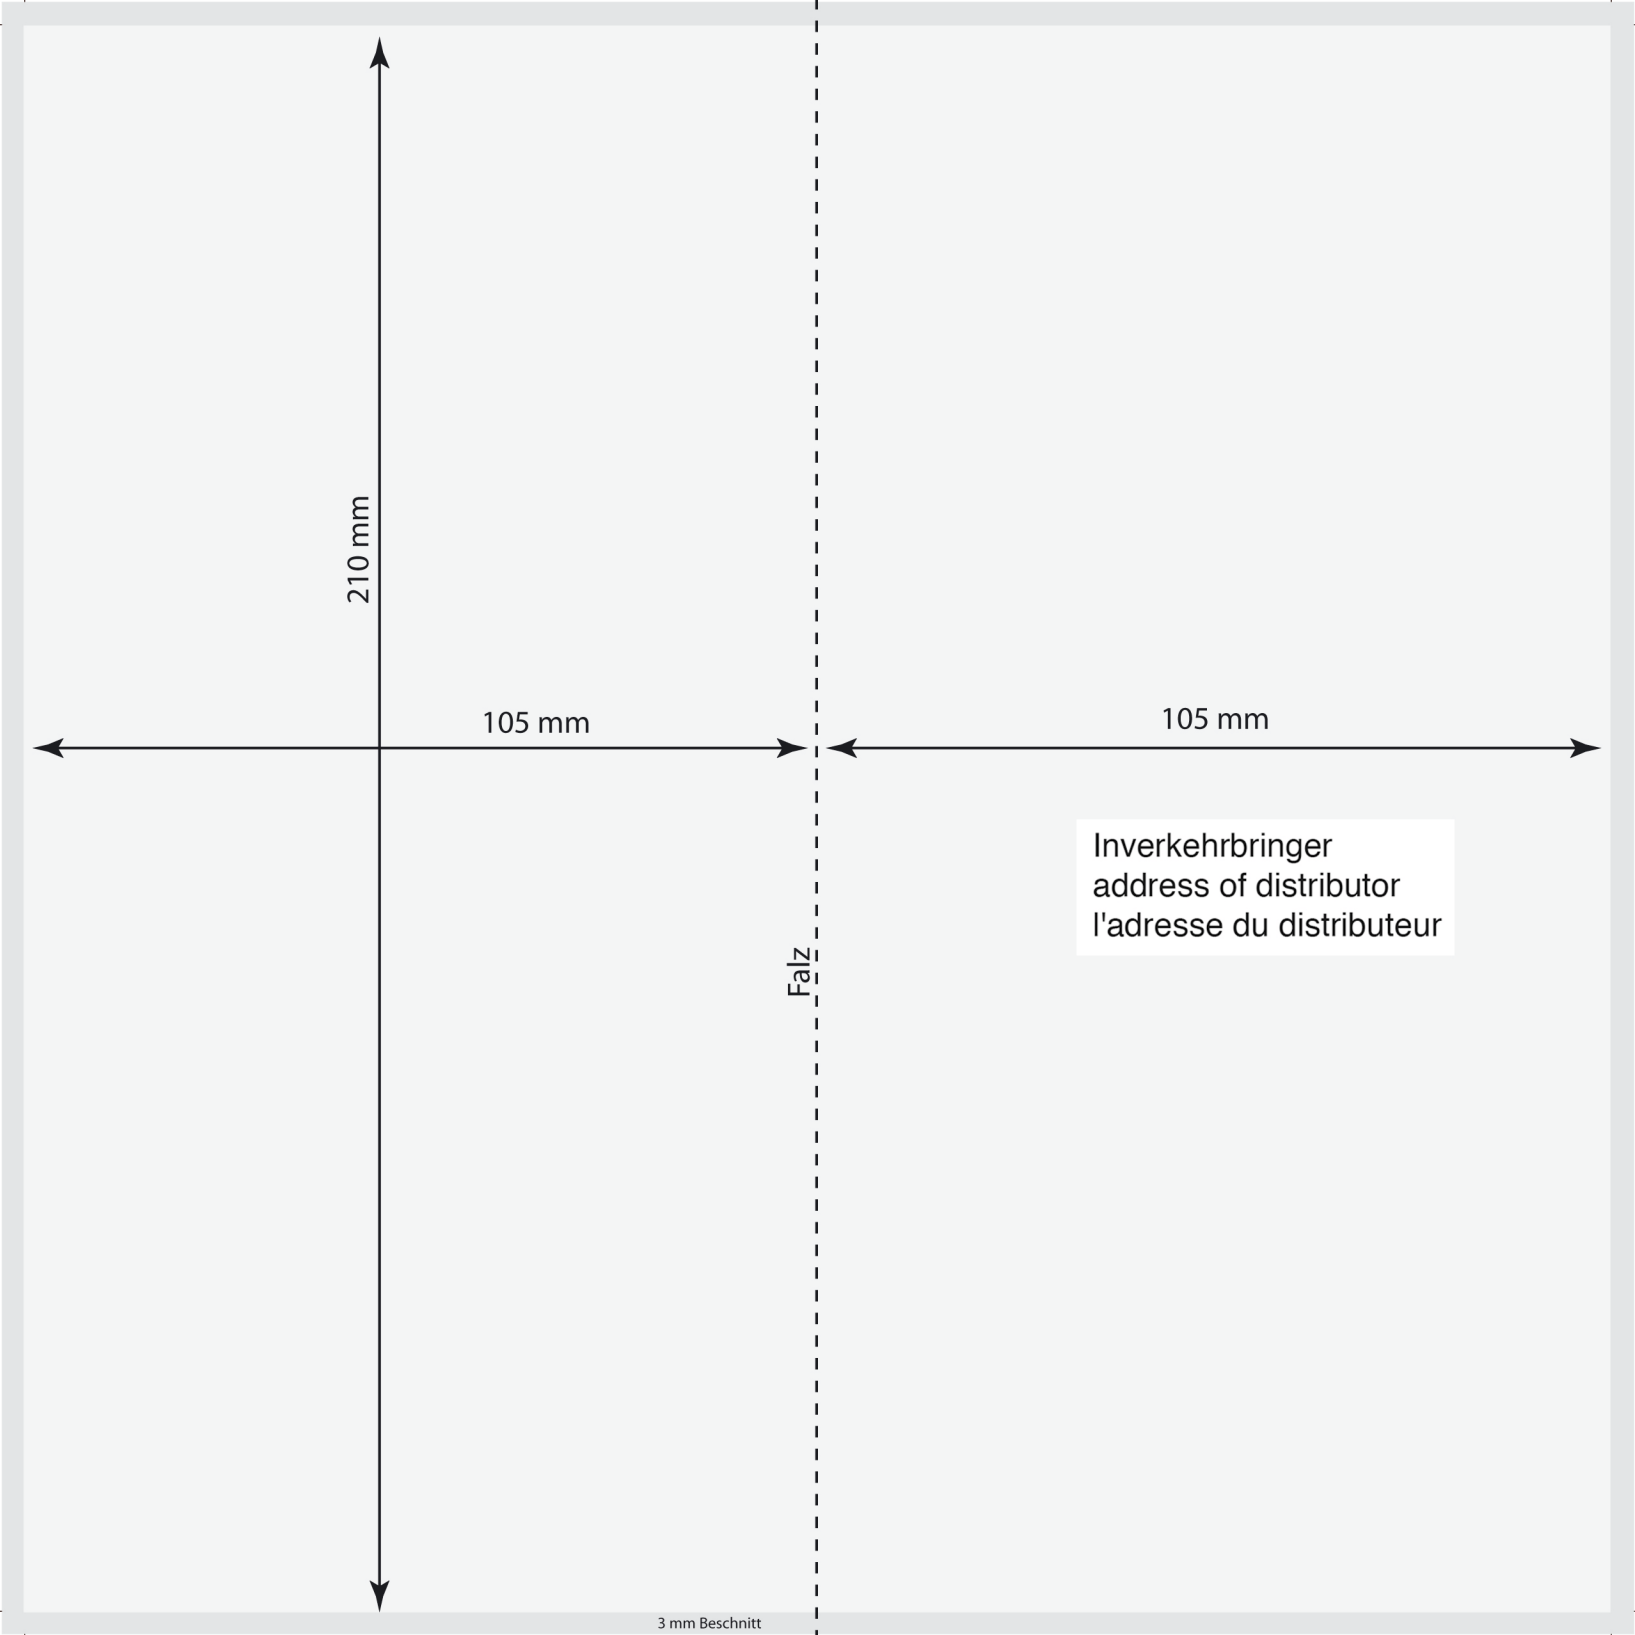 210 mm
105 mm
105 mm
Inverkehrbringer
address of distributor
l'adresse du distributeur
Falz
3 mm Beschnitt